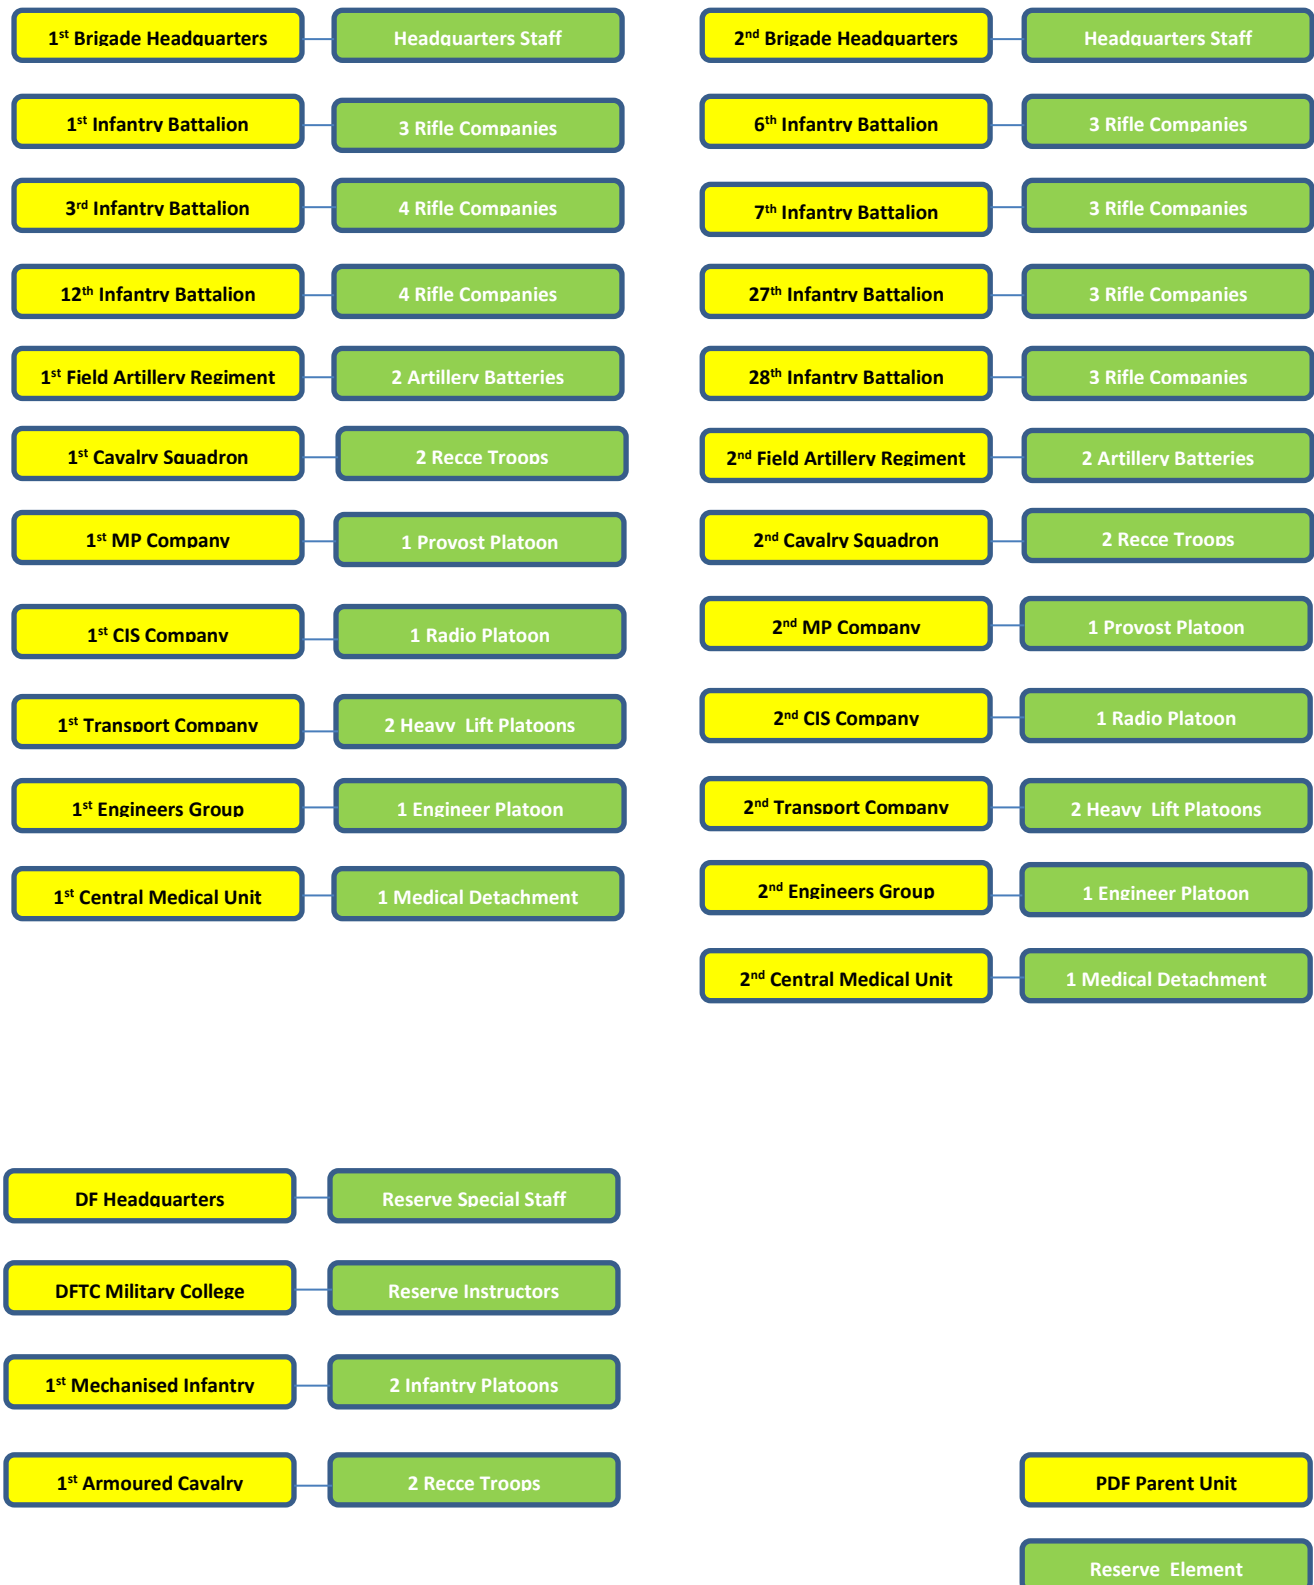 1st Brigade Headquarters
Headquarters Staff
1st Infantry Battalion
3 Rifle Companies
3rd Infantry Battalion
4 Rifle Companies
12th Infantry Battalion
4 Rifle Companies
1st Field Artillery Regiment
2 Artillery Batteries
1st Cavalry Squadron
2 Recce Troops
1st MP Company
1 Provost Platoon
1st CIS Company
1 Radio Platoon
1st Transport Company
2 Heavy Lift Platoons
1st Engineers Group
1 Engineer Platoon
1st Central Medical Unit
1 Medical Detachment
2nd Brigade Headquarters
Headquarters Staff
6th Infantry Battalion
3 Rifle Companies
7th Infantry Battalion
3 Rifle Companies
27th Infantry Battalion
3 Rifle Companies
28th Infantry Battalion
3 Rifle Companies
2nd Field Artillery Regiment
2 Artillery Batteries
2nd Cavalry Squadron
2 Recce Troops
2nd MP Company
1 Provost Platoon
2nd CIS Company
1 Radio Platoon
2nd Transport Company
2 Heavy Lift Platoons
2nd Engineers Group
1 Engineer Platoon
2nd Central Medical Unit
1 Medical Detachment
DF Headquarters
Reserve Special Staff
DFTC Military College
Reserve Instructors
1st Mechanised Infantry
2 Infantry Platoons
1st Armoured Cavalry
2 Recce Troops
PDF Parent Unit
Reserve Element